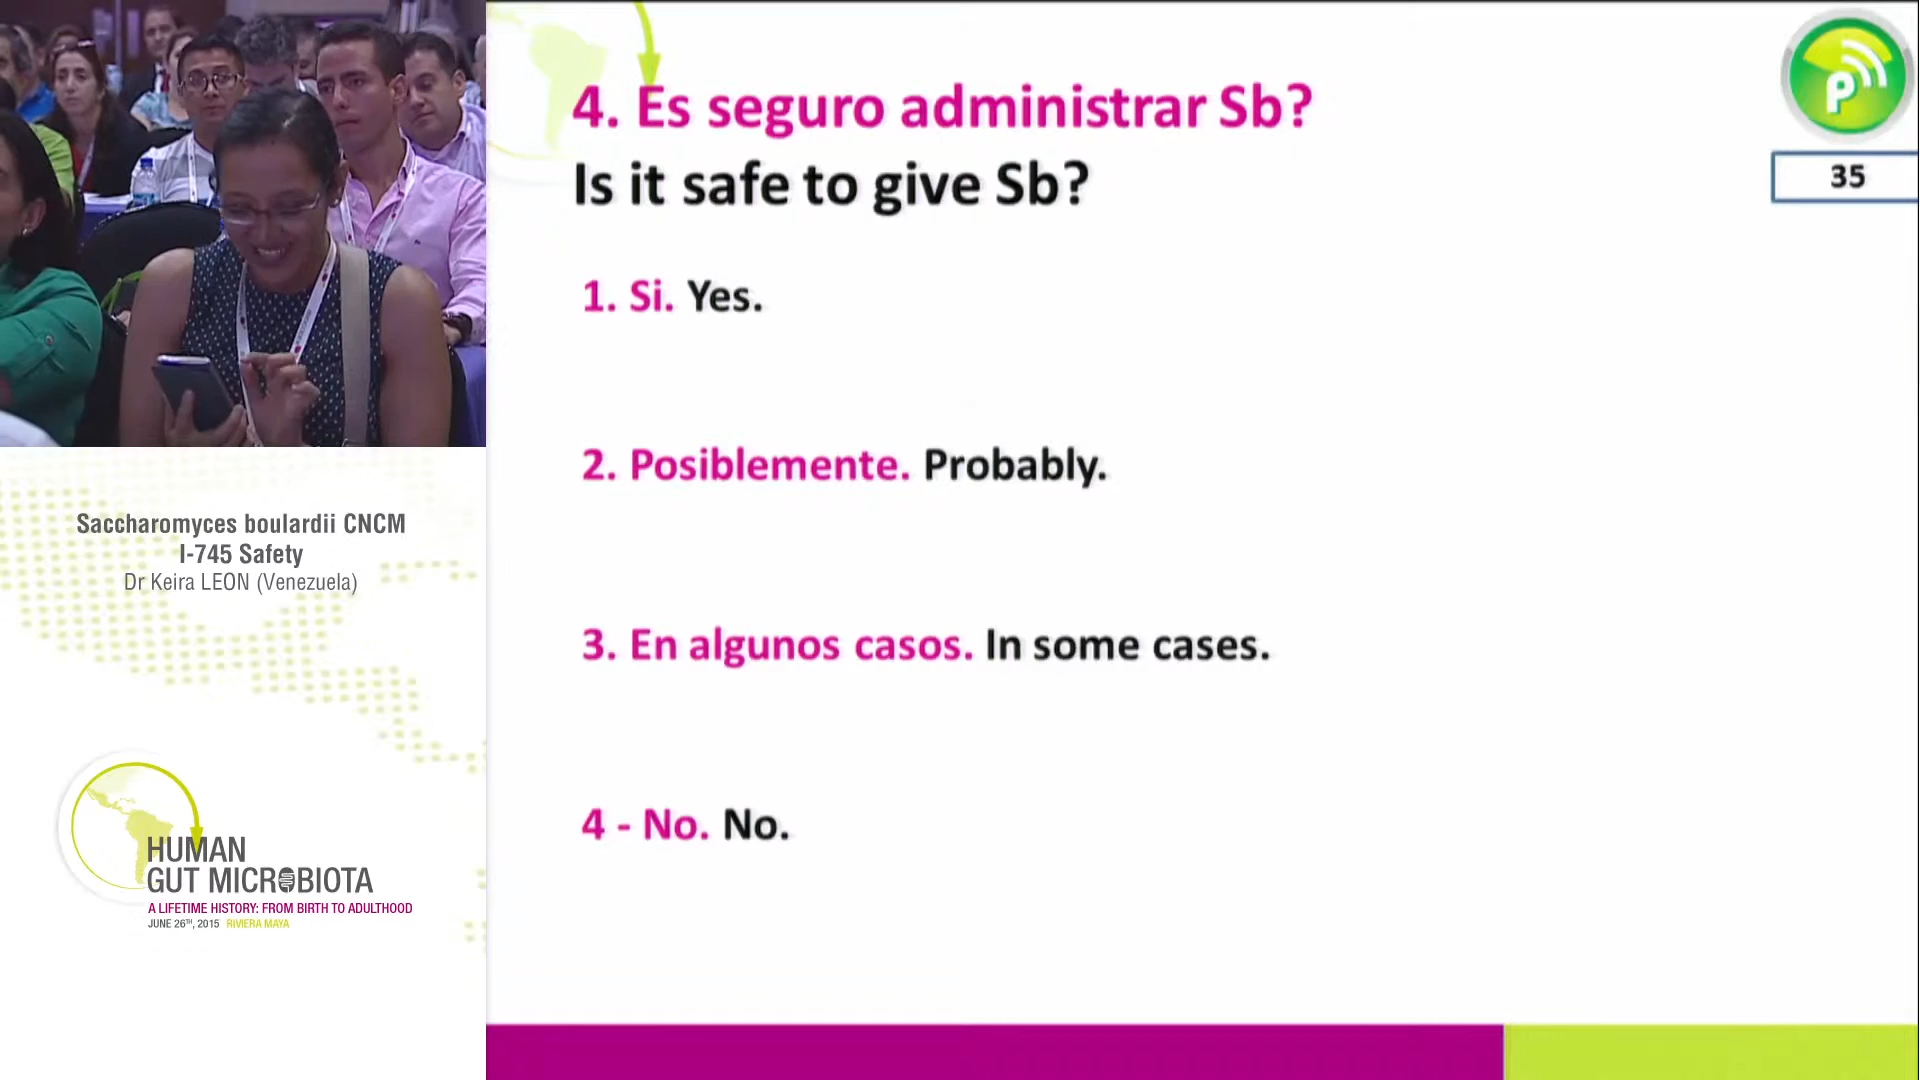 4. Es seguro administrar Sb?
Is it safe to give Sb?
1. Si. Yes.
2. Posiblemente. Probably.
3. En algunos casos. In some cases.
4 - No. No.
p
35
Saccharomyces boulardii CNCM
I-745 Safety
Dr Keira LEON (Venezuela)
HUMAN
GUT MICROBIOTA
A LIFETIME HISTORY: FROM BIRTH TO ADULTHOOD
JUNE 26TH, 2015 RIVIERA MAYA